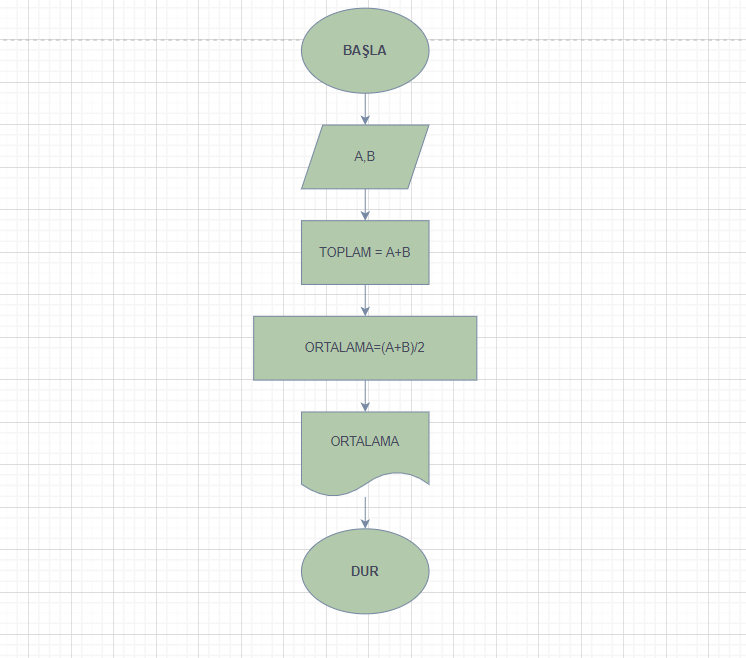 BAŞLA
A,B
TOPLAM = A+B
ORTALAMA=(A+B)/2
ORTALAMA
DUR